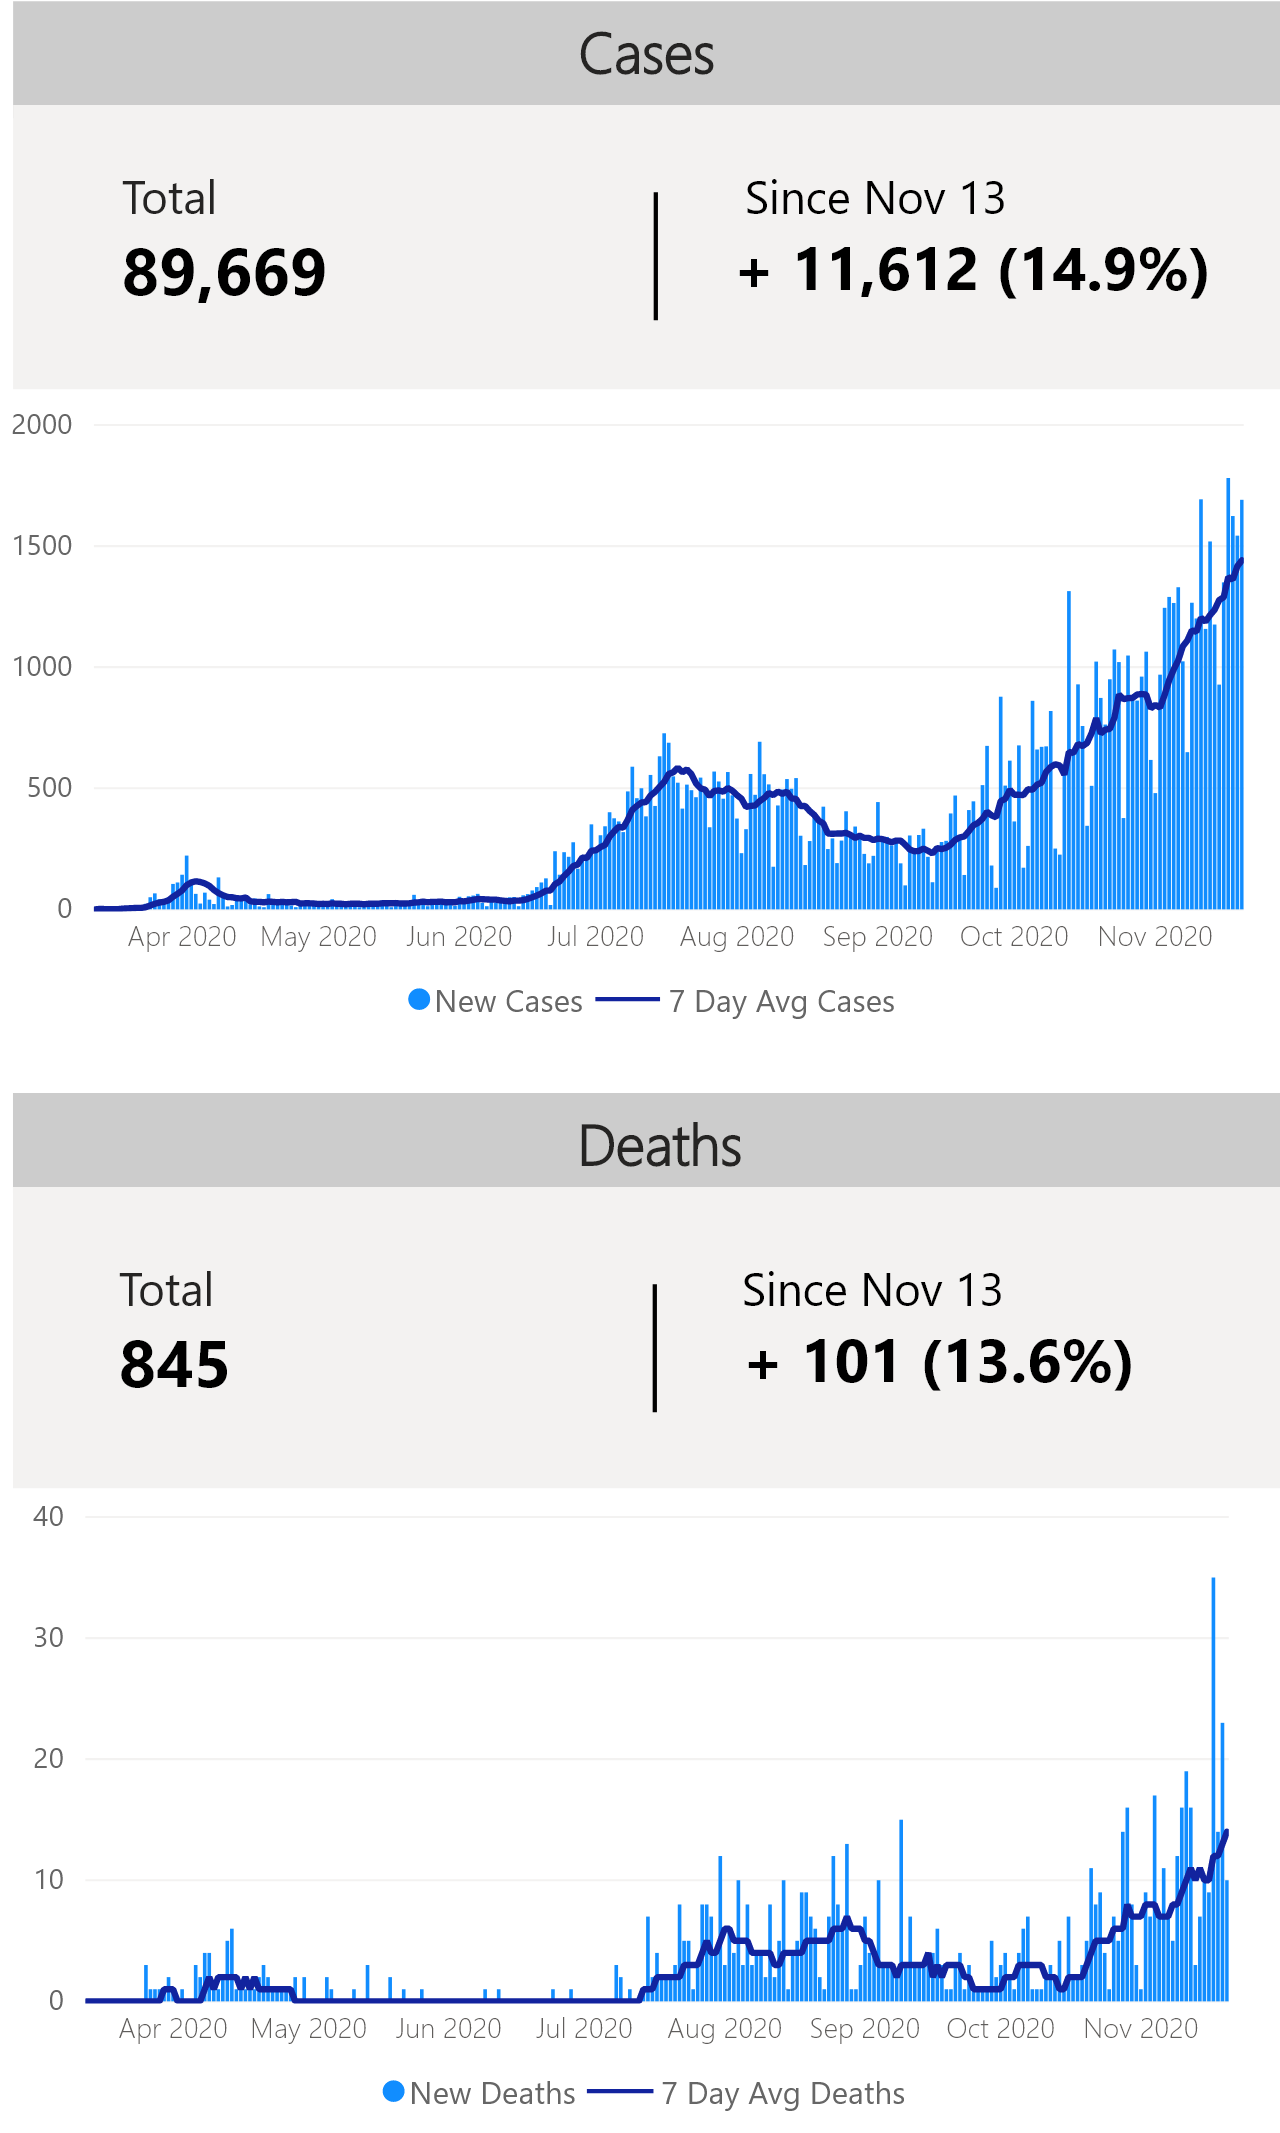 Cases
Total
89,669
Since Nov 13
+ 11,612 (14.9%)
2000
1500
1000
500
0
Apr 2020 May 2020 Jun 2020 Jul 2020 Aug 2020 Sep 2020 Oct 2020 Nov 2020
New Cases 7 Day Avg Cases
Deaths
Total
845
Since Nov 13
+ 101 (13.6%)
40
30
20
10
0
Apr 2020 May 2020 Jun 2020 Jul 2020 Aug 2020 Sep 2020 Oct 2020 Nov 2020
New Deaths 7 Day Avg Deaths